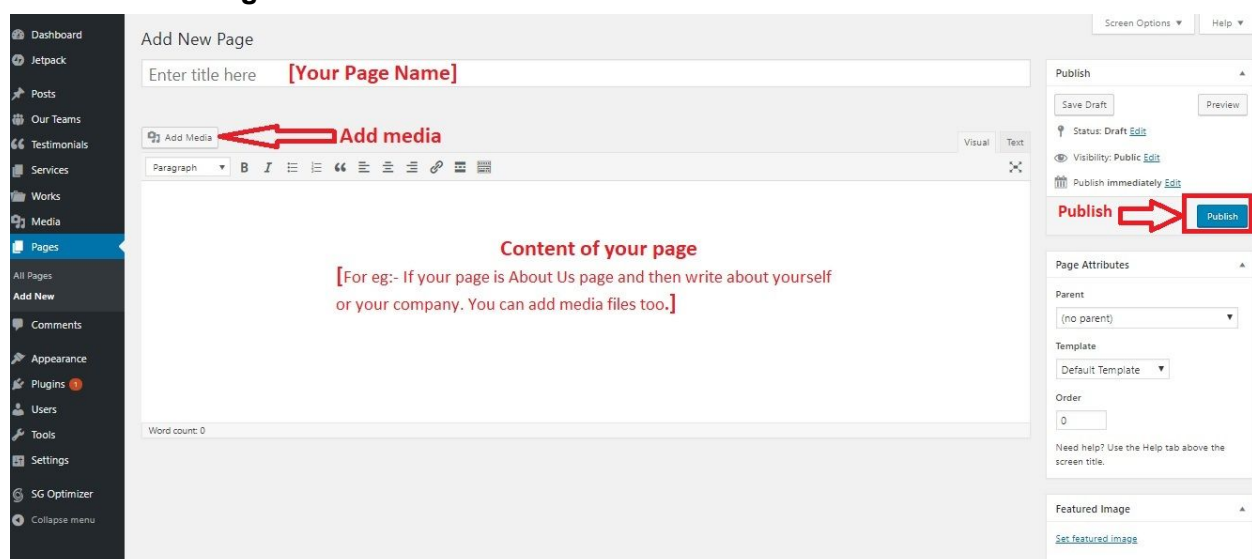 Dashboard
Jetpack
Posts
Our Teams
Testimonials
Services
Works
Media
Pages
All Pages
Add New
Comments
Appearance
Plugins 1
Users
Tools
Settings
SG Optimizer
Collapse menu
Screen Options ▼ Help ▼
Add New Page
Enter title here [Your Page Name]
Add Media Add media
Visual Text
Paragraph ▼ B I
Content of your page
[For eg:- If your page is About Us page and then write about yourself
or your company. You can add media files too.]
Word count: 0
Publish
Save Draft Preview
Status: Draft Edit
Visibility: Public Edit
Publish immediately Edit
Publish Publish
Page Attributes
Parent
(no parent)
Template
Default Template
Order
0
Need help? Use the Help tab above the
screen title.
Featured Image
Set featured image